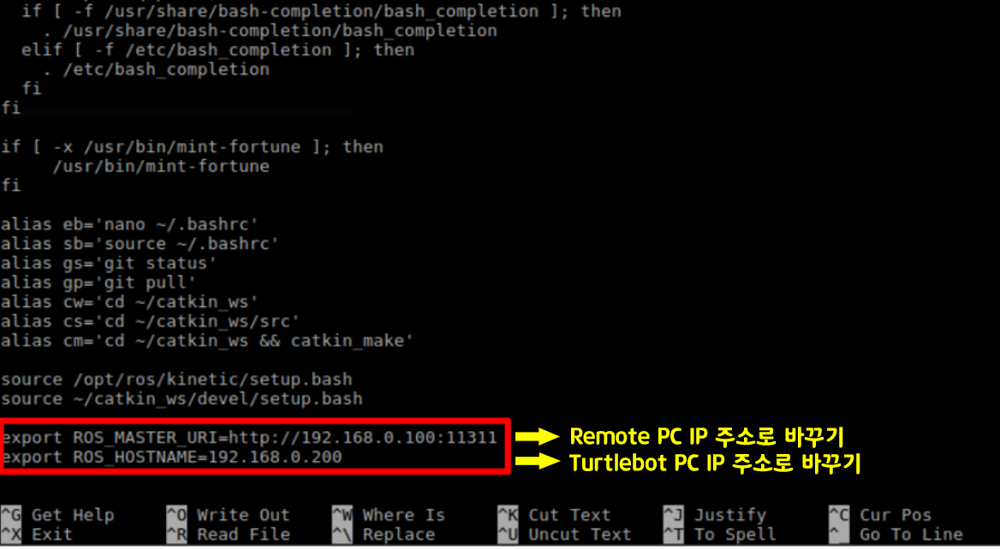 if [ -f /usr/share/bash-completion/bash_completion ]; then
. /usr/share/bash-completion/bash_completion
elif [ -f /etc/bash_completion ]; then
. /etc/bash_completion
fi
fi
if [ -x /usr/bin/mint-fortune ]; then
/usr/bin/mint-fortune
fi
alias eb='nano ~/.bashrc'
alias sb='source ~/.bashrc'
alias gs='git status'
alias gp='git pull'
alias cw='cd ~/catkin_ws'
alias cs='cd ~/catkin_ws/src'
alias cm='cd ~/catkin_ws && catkin_make'
source /opt/ros/kinetic/setup.bash
source ~/catkin_ws/devel/setup.bash
export ROS_MASTER_URI=http://192.168.0.100:11311 Remote PC IP 주소로 바꾸기
export ROS_HOSTNAME=192.168.0.200 Turtlebot PC IP 주소로 바꾸기
^G Get Help ^O Write Out ^W Where Is ^K Cut Text ^J Justify ^C Cur Pos
^X Exit ^R Read File ^\ Replace ^U Uncut Text ^T To Spell ^_ Go To Line